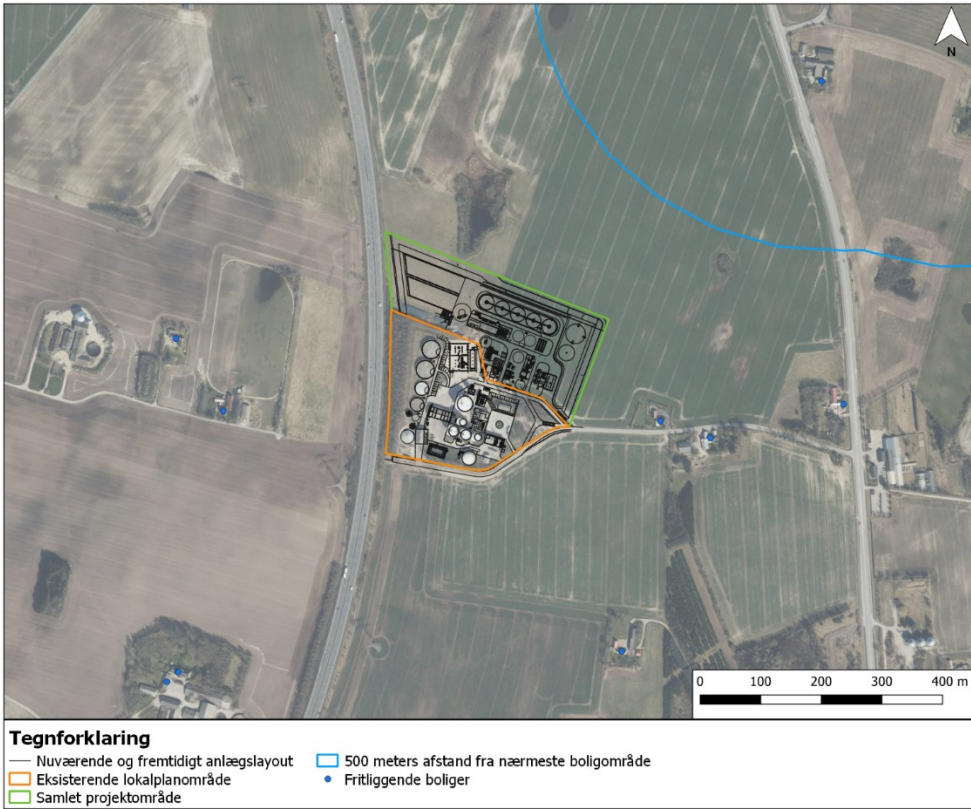 N
0 100 200 300 400 m
Tegnforklaring
Nuværende og fremtidigt anlægslayout
Eksisterende lokalplanområde
Samlet projektområde
500 meters afstand fra nærmeste boligområde
Fritliggende boliger